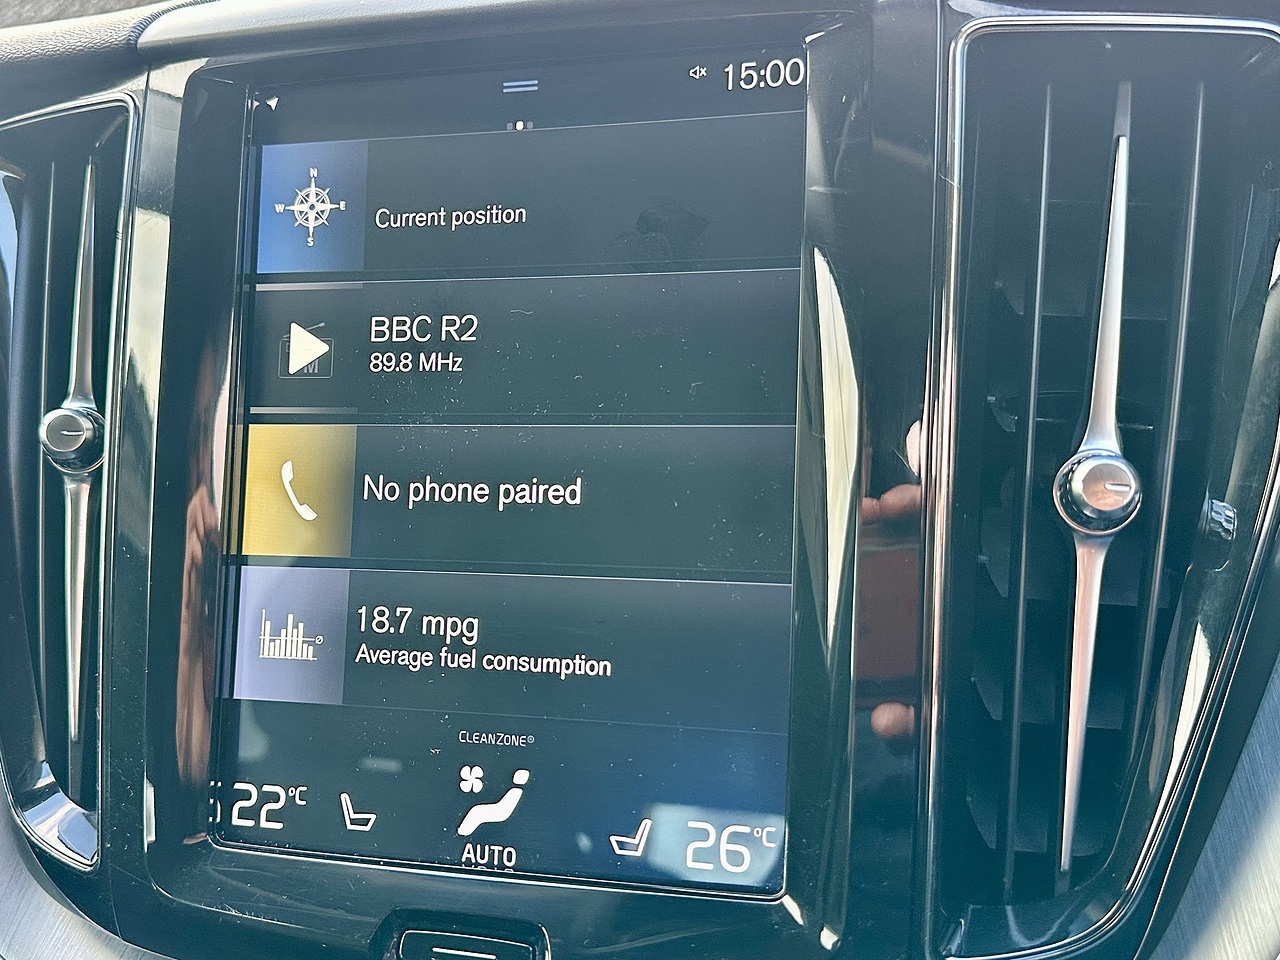 15:00
N
W E
S
Current position
BBC R2
89.8 MHz
No phone paired
18.7 mpg
Average fuel consumption
CLEANZONE®
22°C
26°C
AUTO